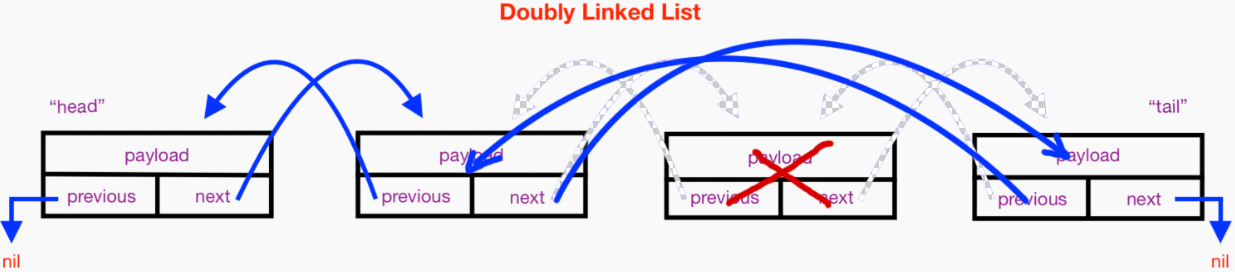 Doubly Linked List
“head”
“tail”
payload
payload
payload
payload
previous
next
previous
next
previous
next
previous
next
nil
nil